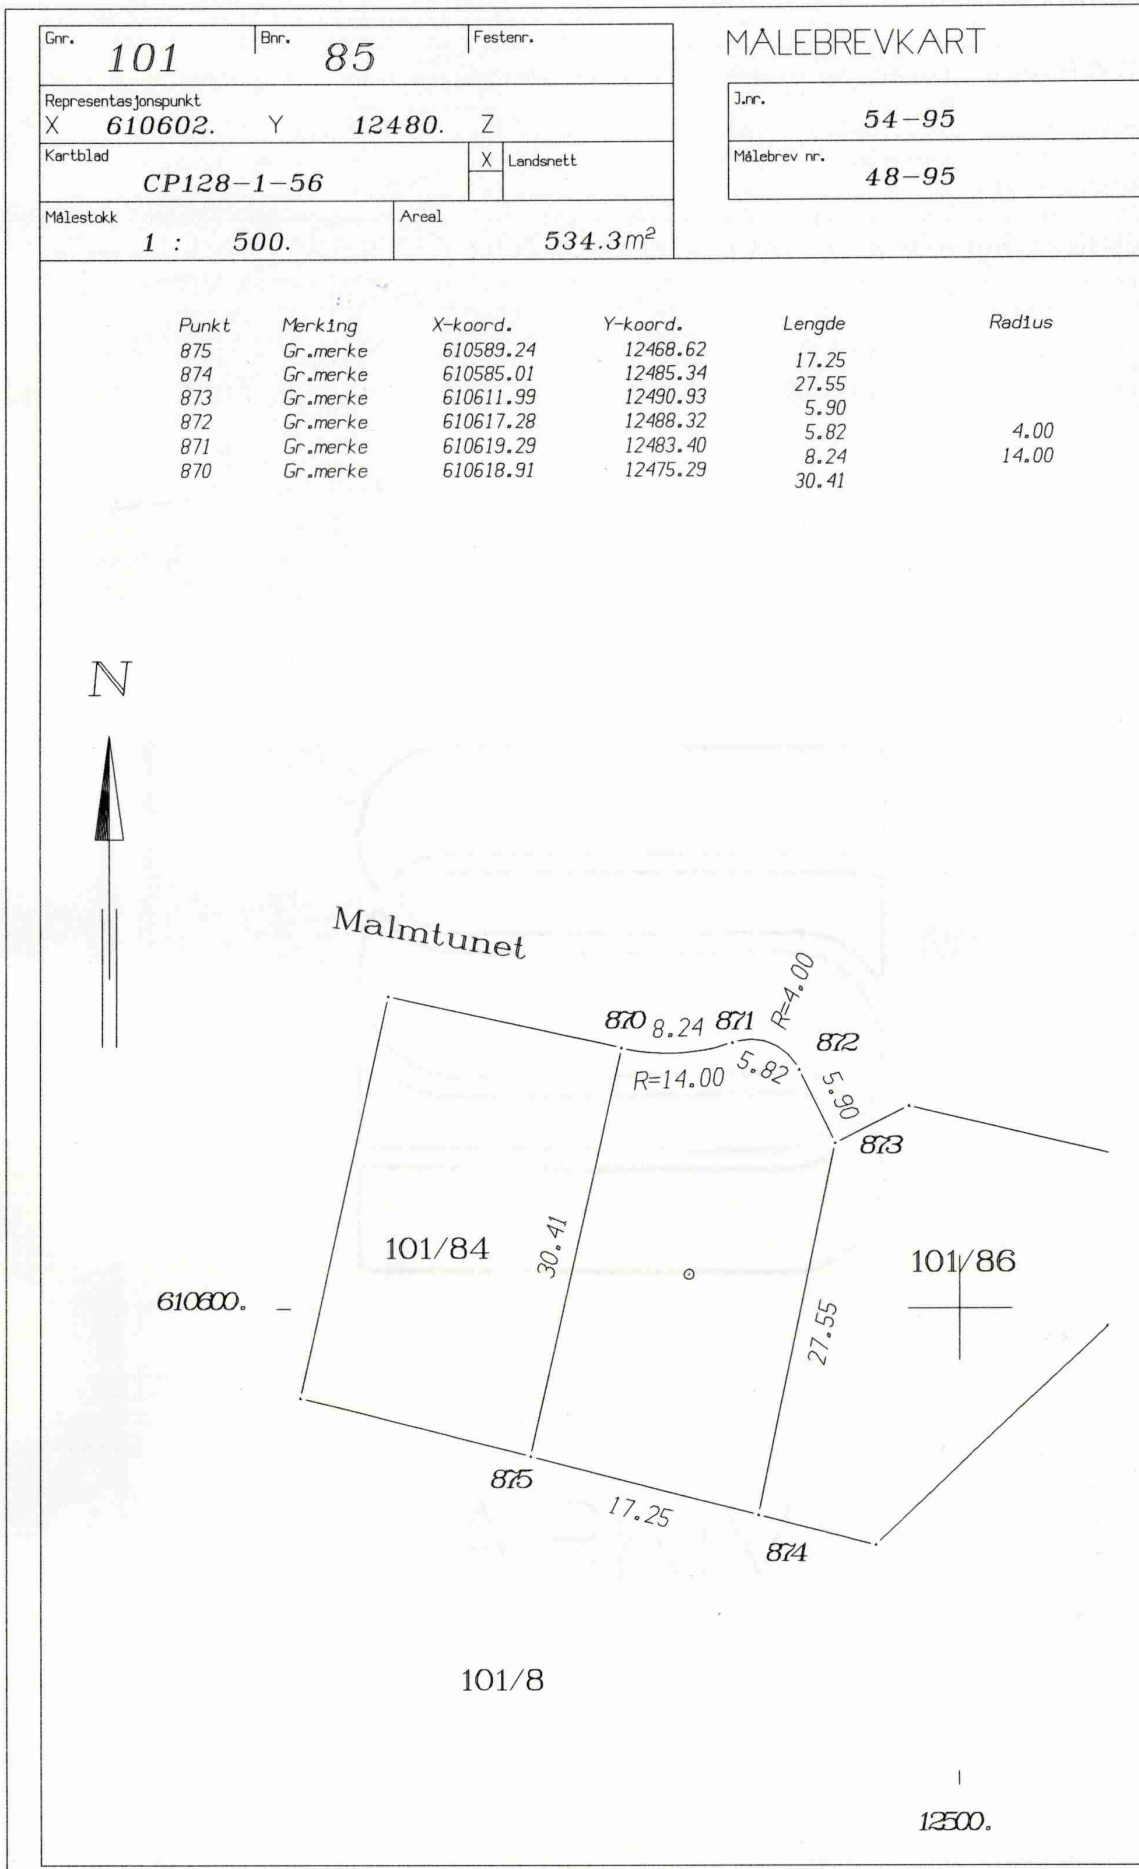 Gnr. 101 Bnr. 85 Festenr.
MÅLEBREVKART
Representasjonspunkt
X 610602. Y 12480. Z
J.nr.
54-95
Kartblad
CP128-1-56
X Landsnett
Målebrev nr.
48-95
Målestokk
1 : 500.
Areal
534.3m²
Punkt Merking X-koord. Y-koord. Lengde Radius
875 Gr.merke 610589.24 12468.62
17.25
874 Gr.merke 610585.01 12485.34
27.55
873 Gr.merke 610611.99 12490.93
5.90
872 Gr.merke 610617.28 12488.32
5.82 4.00
871 Gr.merke 610619.29 12483.40
8.24 14.00
870 Gr.merke 610618.91 12475.29
30.41
N
Malmtunet
870
8.24
871
R=4.00
872
R=14.00
5.82
5.90
873
101/84
30.41
101/86
610600.
27.55
875
17.25
874
101/8
12500.